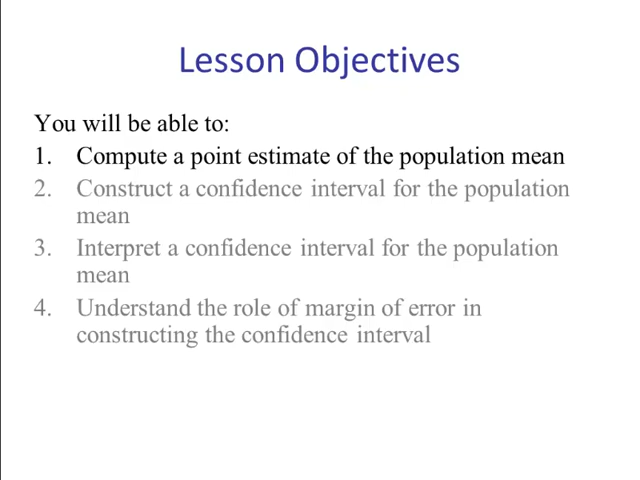 Lesson Objectives
You will be able to:
1. Compute a point estimate of the population mean
2. Construct a confidence interval for the population
mean
3. Interpret a confidence interval for the population
mean
4. Understand the role of margin of error in
constructing the confidence interval